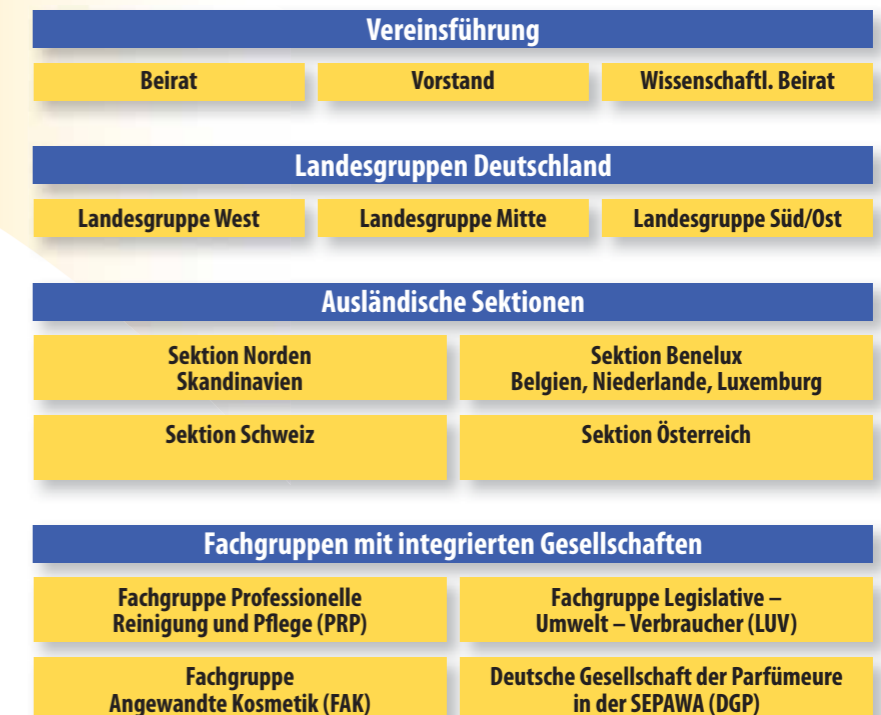 Vereinsführung
Beirat
Vorstand
Wissenschaftl. Beirat
Landesgruppen Deutschland
Landesgruppe West
Landesgruppe Mitte
Landesgruppe Süd/Ost
Ausländische Sektionen
Sektion Norden
Skandinavien
Sektion Benelux
Belgien, Niederlande, Luxemburg
Sektion Schweiz
Sektion Österreich
Fachgruppen mit integrierten Gesellschaften
Fachgruppe Professionelle
Reinigung und Pflege (PRP)
Fachgruppe Legislative –
Umwelt – Verbraucher (LUV)
Fachgruppe
Angewandte Kosmetik (FAK)
Deutsche Gesellschaft der Parfümeure
in der SEPAWA (DGP)